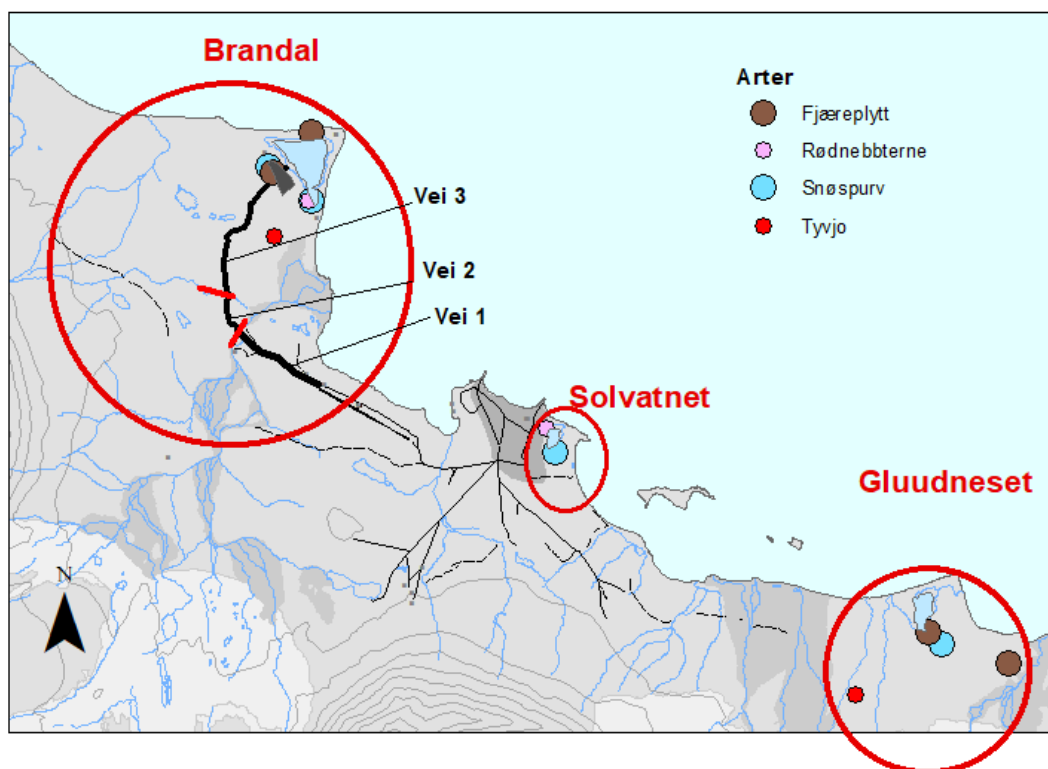 Brandal
Arter
Fjæreplytt
Rødnebbterne
Snøspurv
Tyvjo
Vei 3
Vei 2
Vei 1
Solvatnet
Gluudneset
N